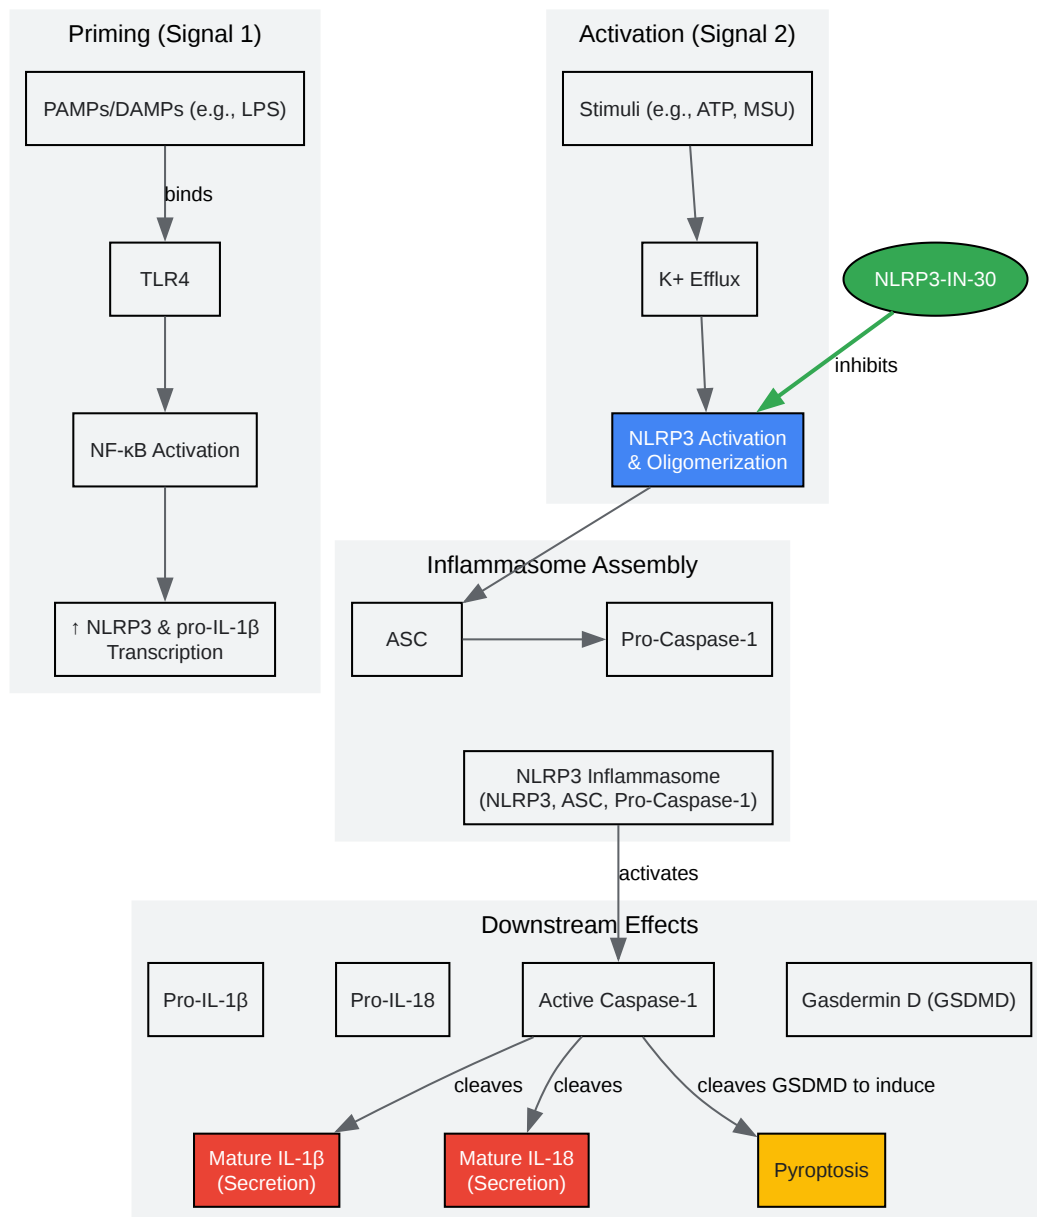 Priming (Signal 1)
PAMPs/DAMPs (e.g., LPS)
binds
TLR4
NF-κB Activation
↑ NLRP3 & pro-IL-1β
Transcription
Activation (Signal 2)
Stimuli (e.g., ATP, MSU)
K+ Efflux
NLRP3-IN-30
inhibits
NLRP3 Activation
& Oligomerization
Inflammasome Assembly
ASC
Pro-Caspase-1
NLRP3 Inflammasome
(NLRP3, ASC, Pro-Caspase-1)
activates
Downstream Effects
Pro-IL-1β
Pro-IL-18
Active Caspase-1
Gasdermin D (GSDMD)
cleaves
cleaves
cleaves GSDMD to induce
Mature IL-1β
(Secretion)
Mature IL-18
(Secretion)
Pyroptosis